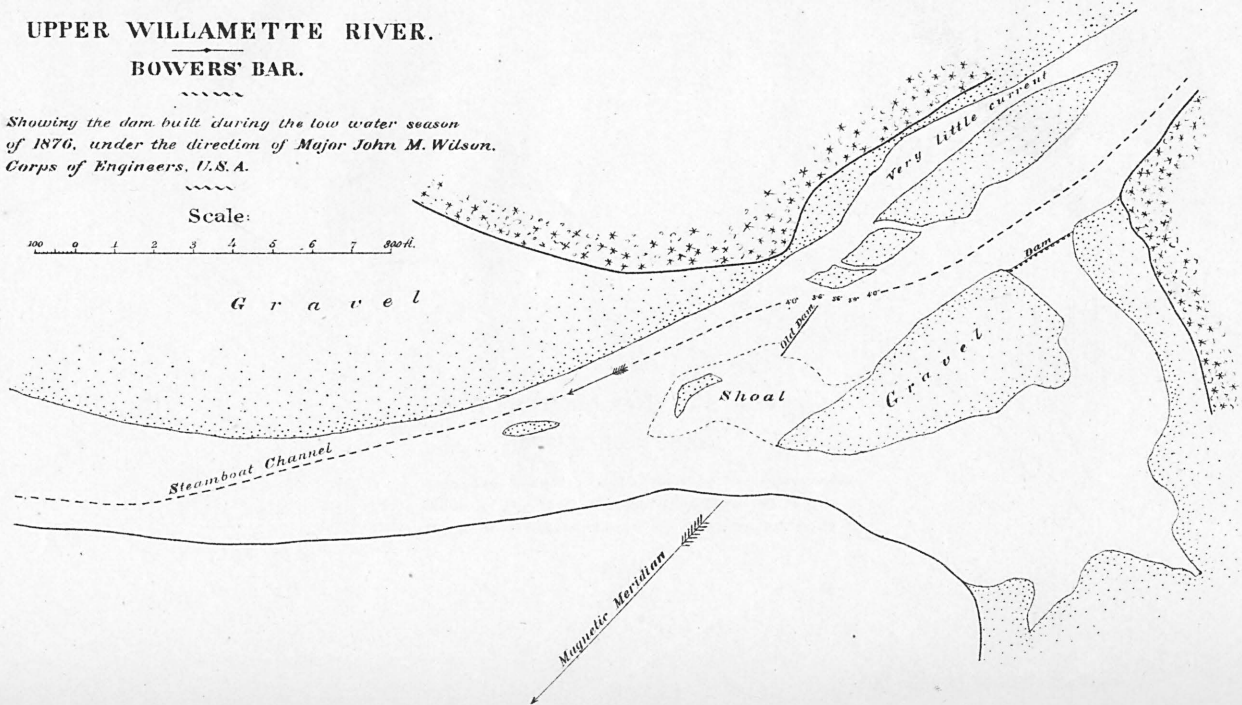 UPPER WILLAMETTE RIVER.
BOWERS' BAR.
Showing the dam built during the low water season
of 1876, under the direction of Major John M. Wilson,
Corps of Engineers, U.S.A.
Scale:
100 0 1 2 3 4 5 6 7 800 ft.
Gravel
Very little current
Dam
Old Dam
Shoal
Gravel
Steamboat Channel
Magnetic Meridian